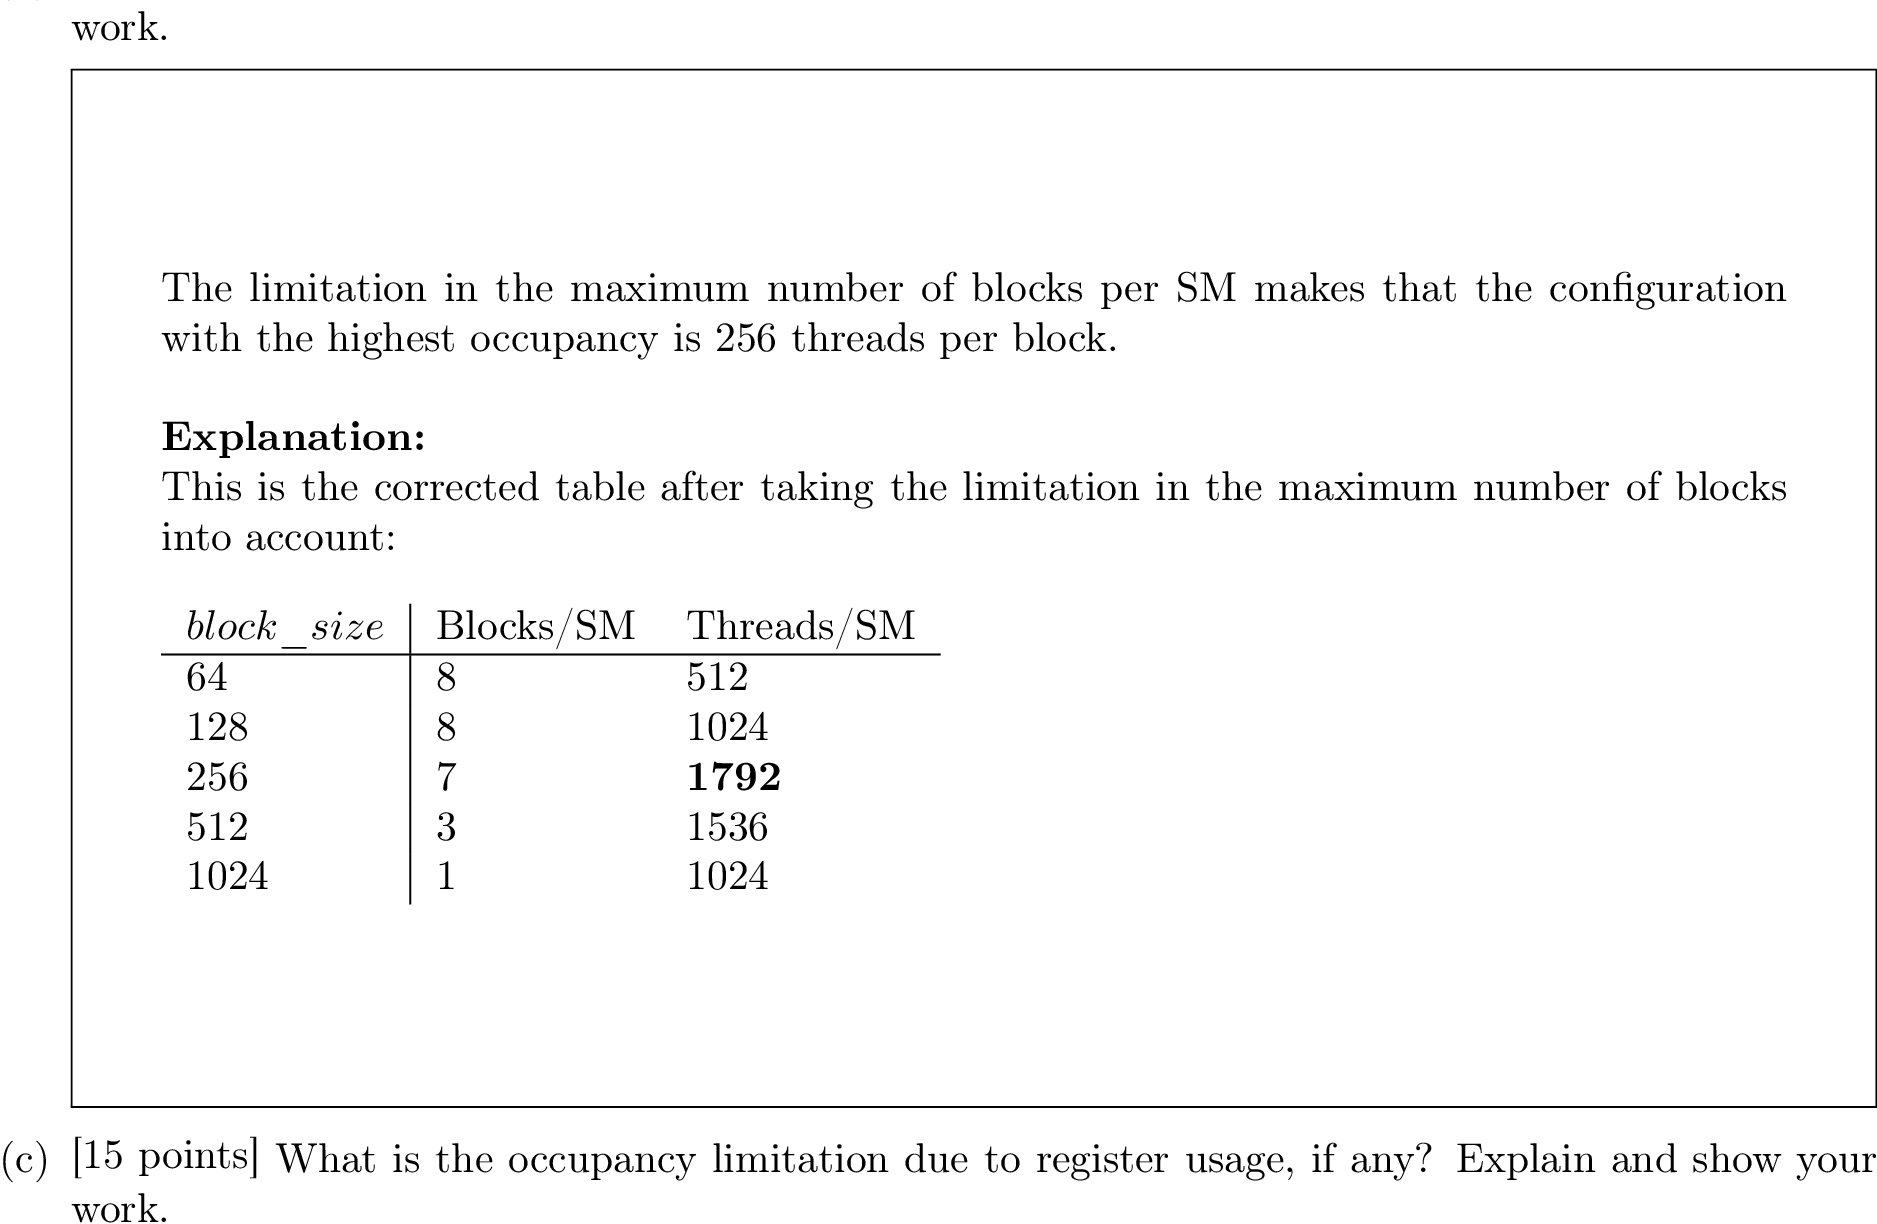 work.
The limitation in the maximum number of blocks per SM makes that the configuration
with the highest occupancy is 256 threads per block.
Explanation:
This is the corrected table after taking the limitation in the maximum number of blocks
into account:
block_size Blocks/SM Threads/SM
64 8 512
128 8 1024
256 7 1792
512 3 1536
1024 1 1024
(c) [15 points] What is the occupancy limitation due to register usage, if any? Explain and show your
work.